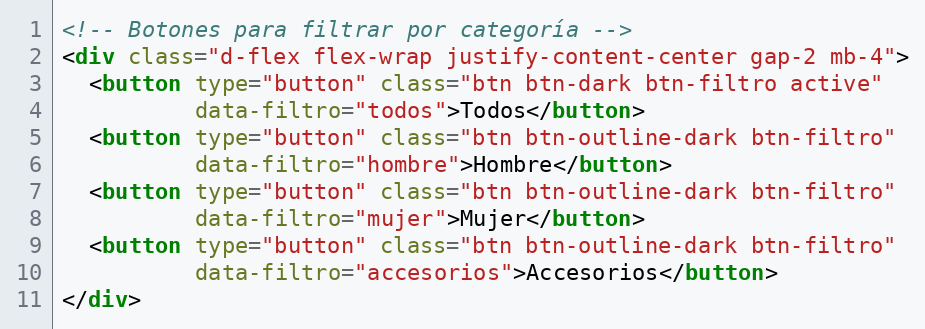 1 <!-- Botones para filtrar por categoría -->
2 <div class="d-flex flex-wrap justify-content-center gap-2 mb-4">
3   <button type="button" class="btn btn-dark btn-filtro active"
4           data-filtro="todos">Todos</button>
5   <button type="button" class="btn btn-outline-dark btn-filtro"
6           data-filtro="hombre">Hombre</button>
7   <button type="button" class="btn btn-outline-dark btn-filtro"
8           data-filtro="mujer">Mujer</button>
9   <button type="button" class="btn btn-outline-dark btn-filtro"
10           data-filtro="accesorios">Accesorios</button>
11 </div>